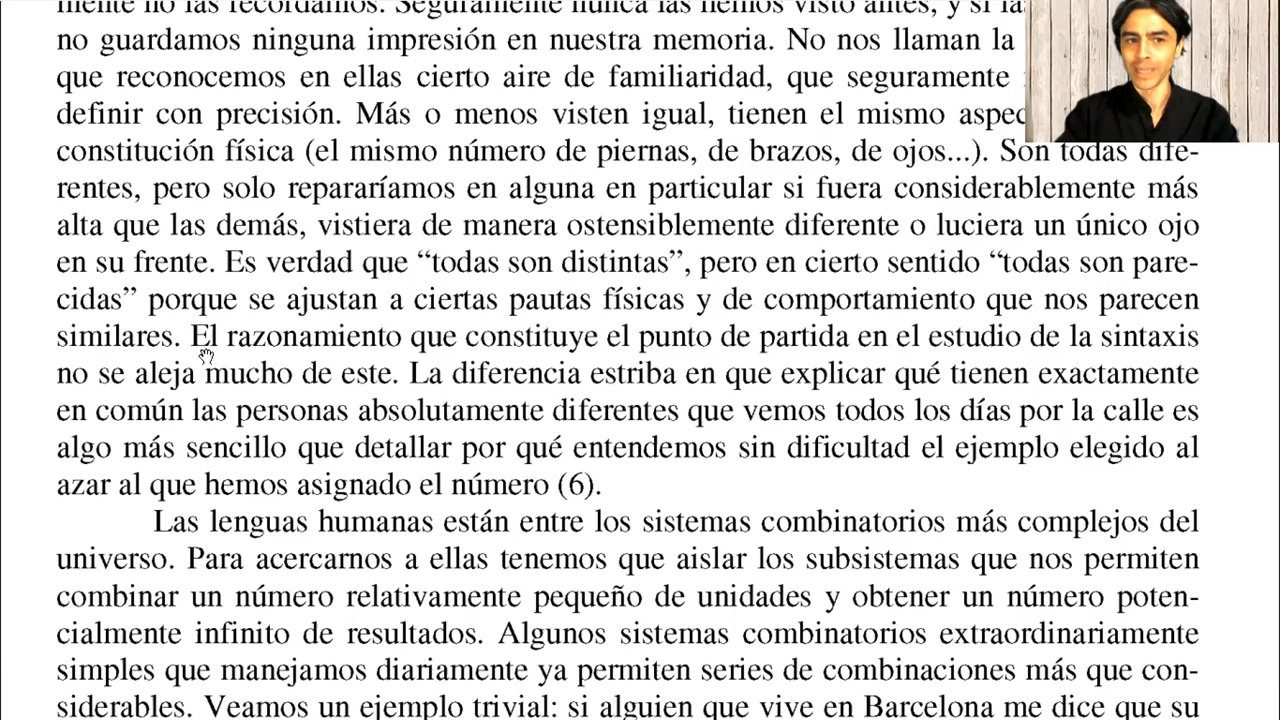 mente no las recordamos. Seguramente nunca las hemos visto antes, y si las
no guardamos ninguna impresión en nuestra memoria. No nos llaman la
que reconocemos en ellas cierto aire de familiaridad, que seguramente
definir con precisión. Más o menos visten igual, tienen el mismo aspec
constitución física (el mismo número de piernas, de brazos, de ojos...). Son todas dife-
rentes, pero solo repararíamos en alguna en particular si fuera considerablemente más
alta que las demás, vistiera de manera ostensiblemente diferente o luciera un único ojo
en su frente. Es verdad que “todas son distintas”, pero en cierto sentido “todas son pare-
cidas” porque se ajustan a ciertas pautas físicas y de comportamiento que nos parecen
similares. El razonamiento que constituye el punto de partida en el estudio de la sintaxis
no se aleja mucho de este. La diferencia estriba en que explicar qué tienen exactamente
en común las personas absolutamente diferentes que vemos todos los días por la calle es
algo más sencillo que detallar por qué entendemos sin dificultad el ejemplo elegido al
azar al que hemos asignado el número (6).
Las lenguas humanas están entre los sistemas combinatorios más complejos del
universo. Para acercarnos a ellas tenemos que aislar los subsistemas que nos permiten
combinar un número relativamente pequeño de unidades y obtener un número poten-
cialmente infinito de resultados. Algunos sistemas combinatorios extraordinariamente
simples que manejamos diariamente ya permiten series de combinaciones más que con-
siderables. Veamos un ejemplo trivial: si alguien que vive en Barcelona me dice que su